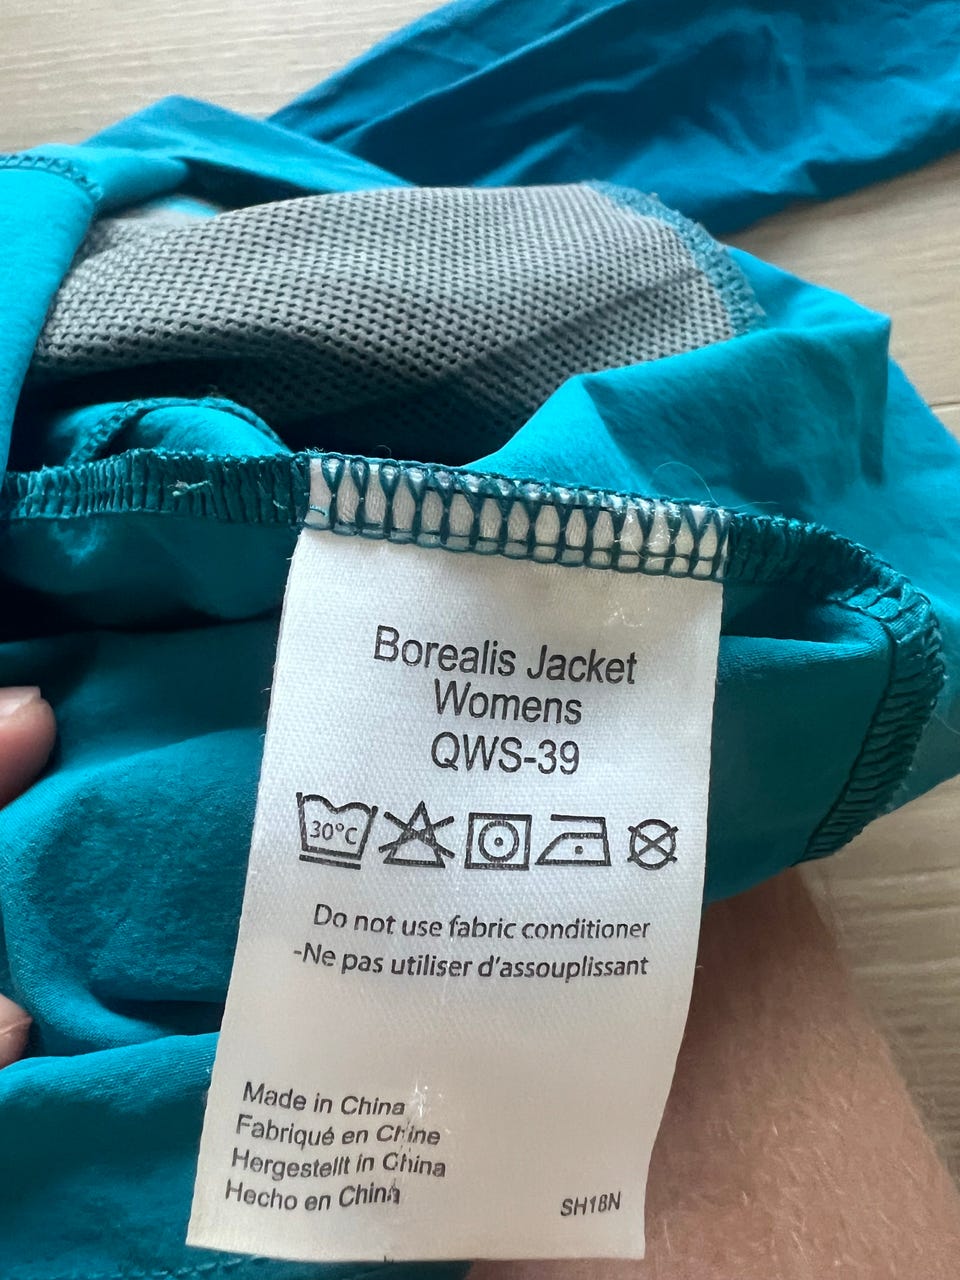 Borealis Jacket
Womens
QWS-39
30°C
Do not use fabric conditioner
-Ne pas utiliser d'assouplissant
Made in China
Fabriqué en Chine
Hergestellt in China
Hecho en China
SH18N